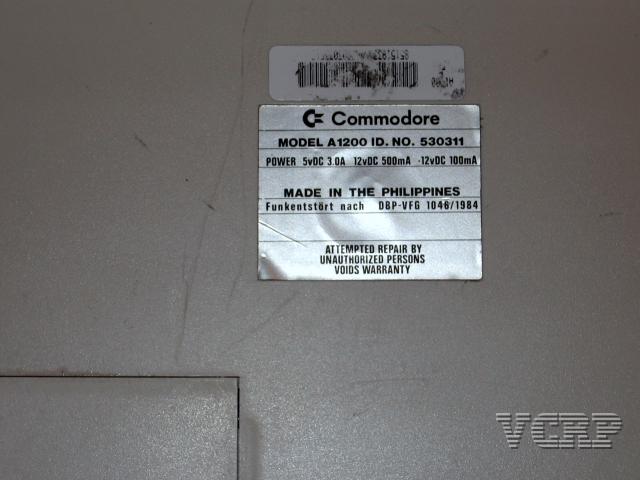 Commodore
MODEL A1200 ID. NO. 530311
POWER 5vDC 3.0A 12vDC 500mA -12vDC 100mA
MADE IN THE PHILIPPINES
Funkentstört nach DBP-VFG 1046/1984
ATTEMPTED REPAIR BY
UNAUTHORIZED PERSONS
VOIDS WARRANTY
VCRP